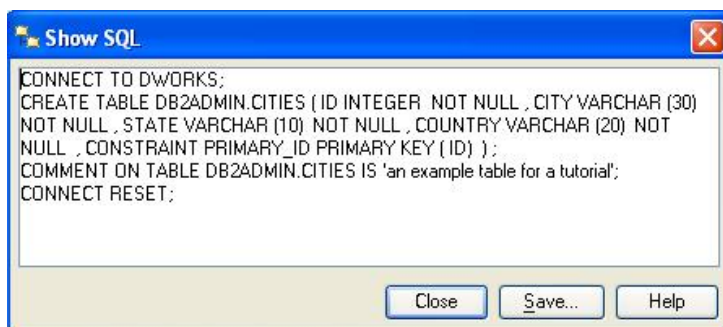 Show SQL
CONNECT TO DWORKS;
CREATE TABLE DB2ADMIN.CITIES ( ID INTEGER NOT NULL , CITY VARCHAR (30)
NOT NULL , STATE VARCHAR (10) NOT NULL , COUNTRY VARCHAR (20) NOT
NULL , CONSTRAINT PRIMARY_ID PRIMARY KEY ( ID) ) ;
COMMENT ON TABLE DB2ADMIN.CITIES IS 'an example table for a tutorial';
CONNECT RESET;
Close Save... Help